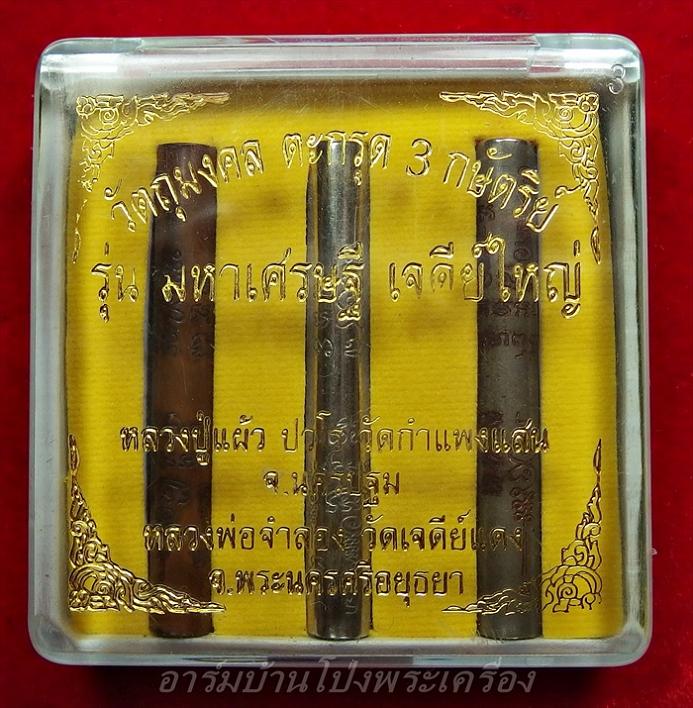 วัตถุมงคล ตะกรุด 3 กษัตริย์
รุ่น มหาเศรษฐี เจดีย์ใหญ่
หลวงปู่แผ้ว ปวโร วัดกำแพงแสน
จ.นครปฐม
หลวงพ่อจำลอง วัดเจดีย์แดง
จ.พระนครศรีอยุธยา
อาร์มบ้านโป่งพระเครื่อง